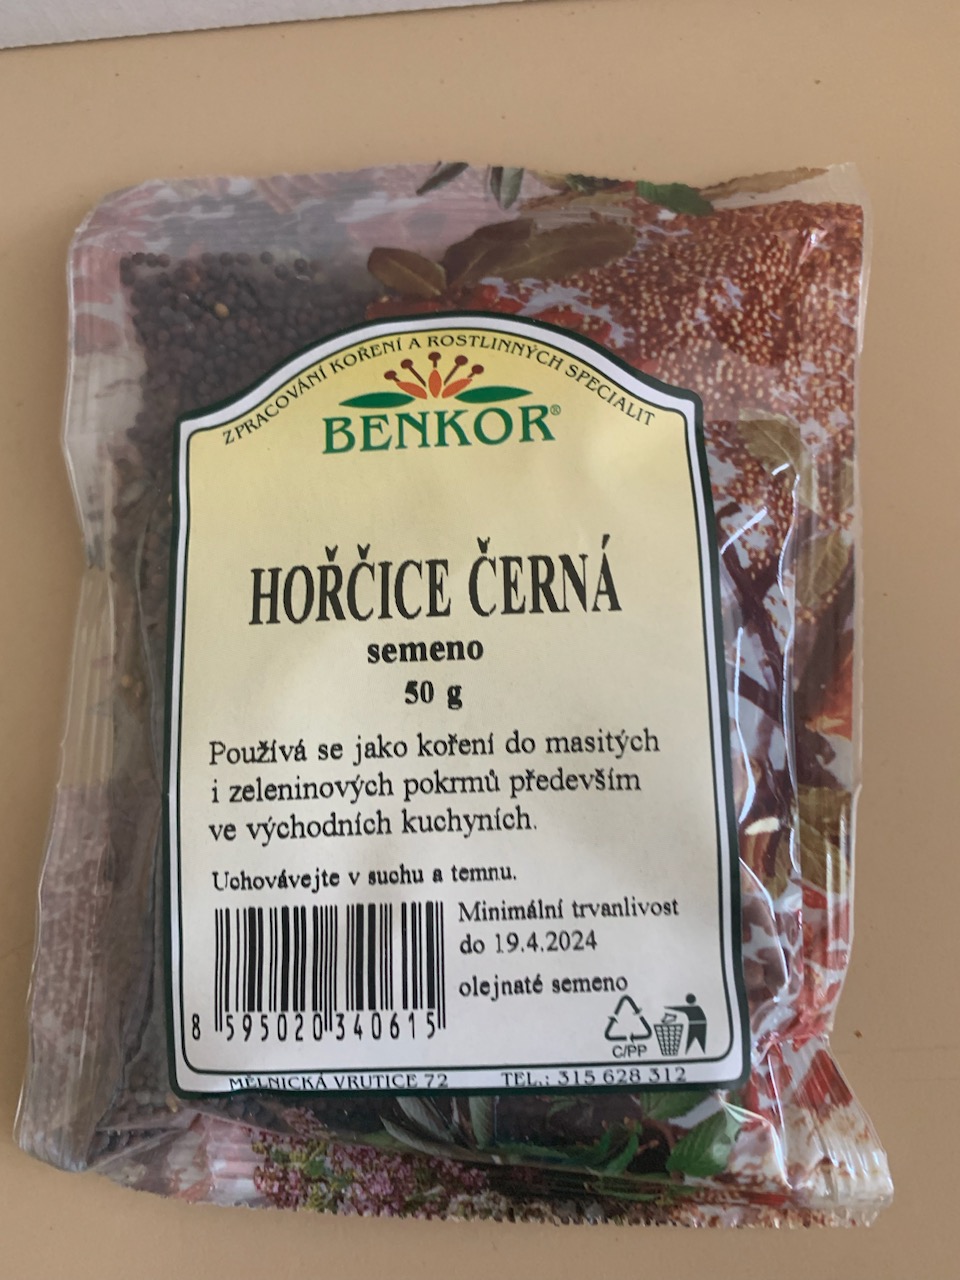 ZPRACOVÁNÍ KOŘENÍ A ROSTLINNÝCH SPECIALIT
BENKOR®
HOŘČICE ČERNÁ
semeno
50 g
Používá se jako koření do masitých
i zeleninových pokrmů především
ve východních kuchyních.
Uchovávejte v suchu a temnu.
Minimální trvanlivost
do 19.4.2024
olejnaté semeno
8 595020 340615
C/PP
MĚLNICKÁ VRUTICE 72 TEL.: 315 628 312